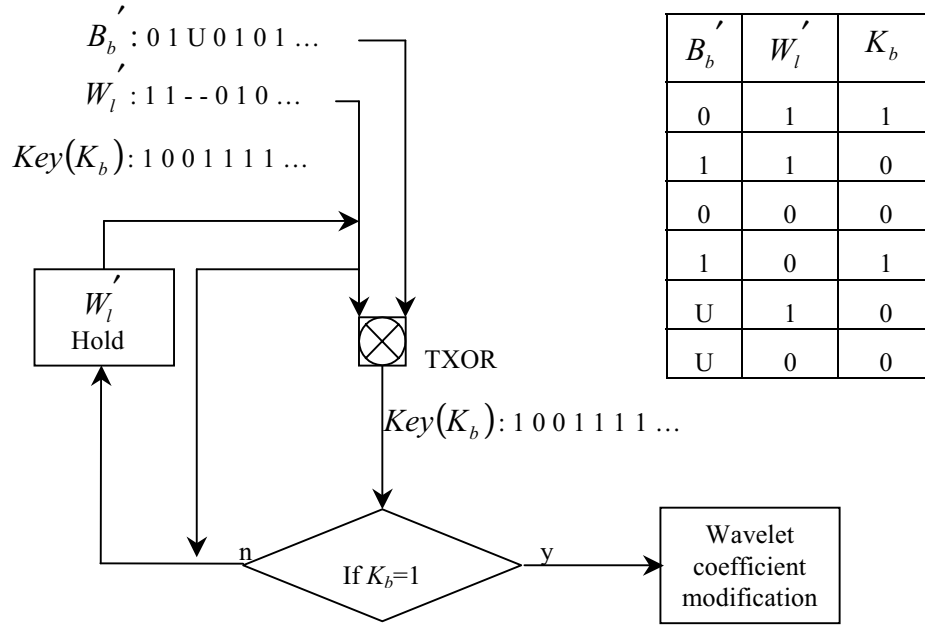 B_b′ : 0 1 U 0 1 0 1 ...
W_l′ : 1 1 - - 0 1 0 ...
Key(K_b) : 1 0 0 1 1 1 1 ...
W_l′
Hold
TXOR
Key(K_b) : 1 0 0 1 1 1 1 ...
n
If K_b=1
y
Wavelet
coefficient
modification
B_b′ W_l′ K_b
0 1 1
1 1 0
0 0 0
1 0 1
U 1 0
U 0 0